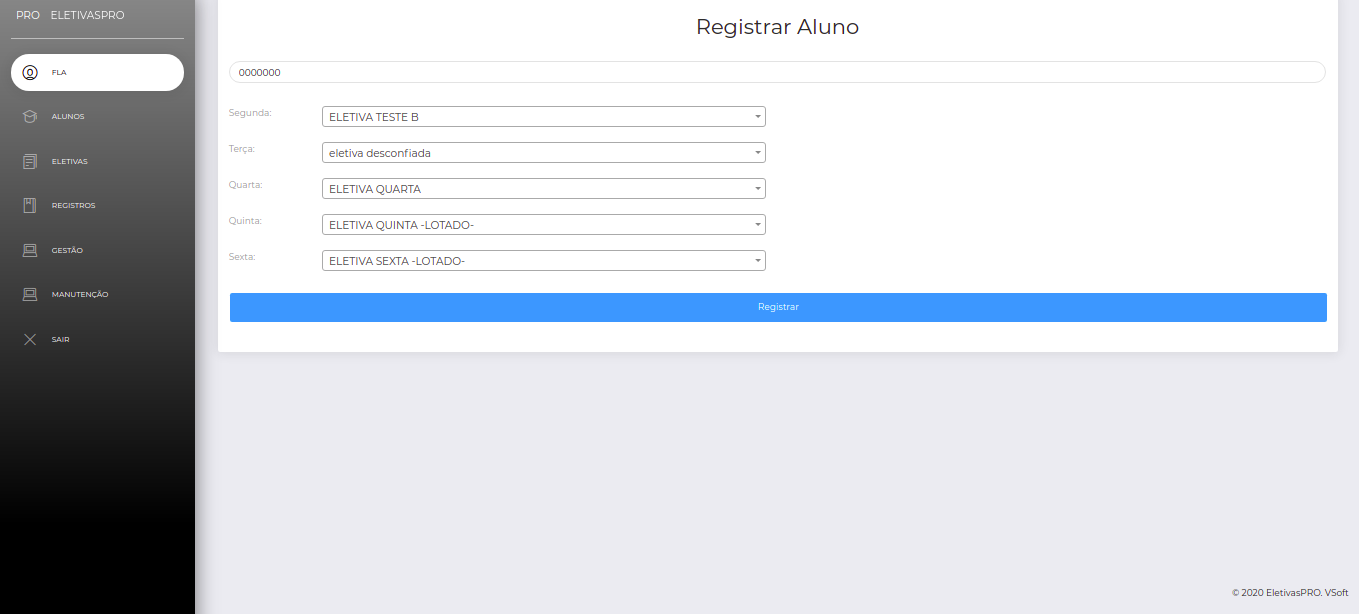 PRO ELETIVASPRO
FLA
ALUNOS
ELETIVAS
REGISTROS
GESTÃO
MANUTENÇÃO
SAIR
Registrar Aluno
0000000
Segunda: ELETIVA TESTE B
Terça: eletiva desconfiada
Quarta: ELETIVA QUARTA
Quinta: ELETIVA QUINTA -LOTADO-
Sexta: ELETIVA SEXTA -LOTADO-
Registrar
© 2020 EletivasPRO. VSoft